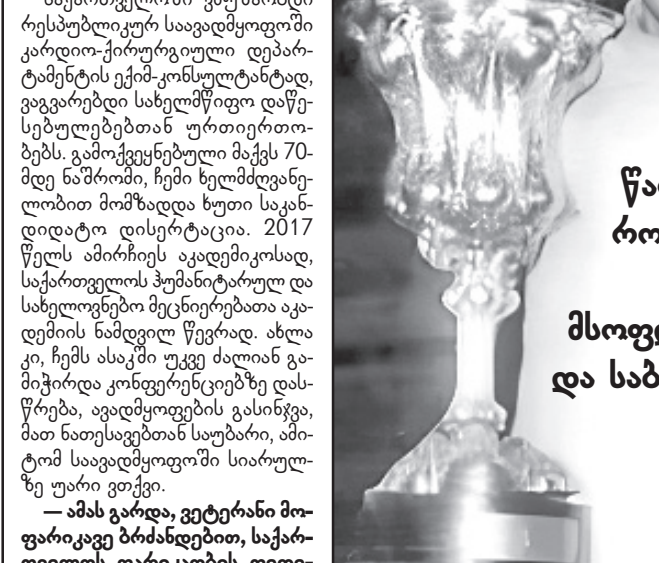 რესპუბლიკურ საავადმყოფოში
კარდიო-ქირურგიული დეპარ-
ტამენტის ექიმ-კონსულტანტად,
ვაგვარებდი სახელმწიფო დაწე-
სებულებებთან ურთიერთო-
ბებს. გამოქვეყნებული მაქვს 70-
მდე ნაშრომი, ჩემი ხელმძღვანე-
ლობით მომზადდა ხუთი საკან-
დიდატო დისერტაცია. 2017
წელს ამირჩიეს აკადემიკოსად,
საქართველოს ჰუმანიტარულ და
სახელოვნებო მეცნიერებათა აკა-
დემიის ნამდვილ წევრად. ახლა
კი, ჩემს ასაკში უკვე ძალიან გა-
მიჭირდა კონფერენციებზე დას-
წრება, ავადმყოფების გასინჯვა,
მათ ნათესავებთან საუბარი, ამი-
ტომ საავადმყოფოში სიარულ-
ზე უარი ვთქვი.
— ამას გარდა, ვეტერანი მო-
ფარიკავე ბრძანდებით, საქარ-
წა
რო
მსოფ
და საბ